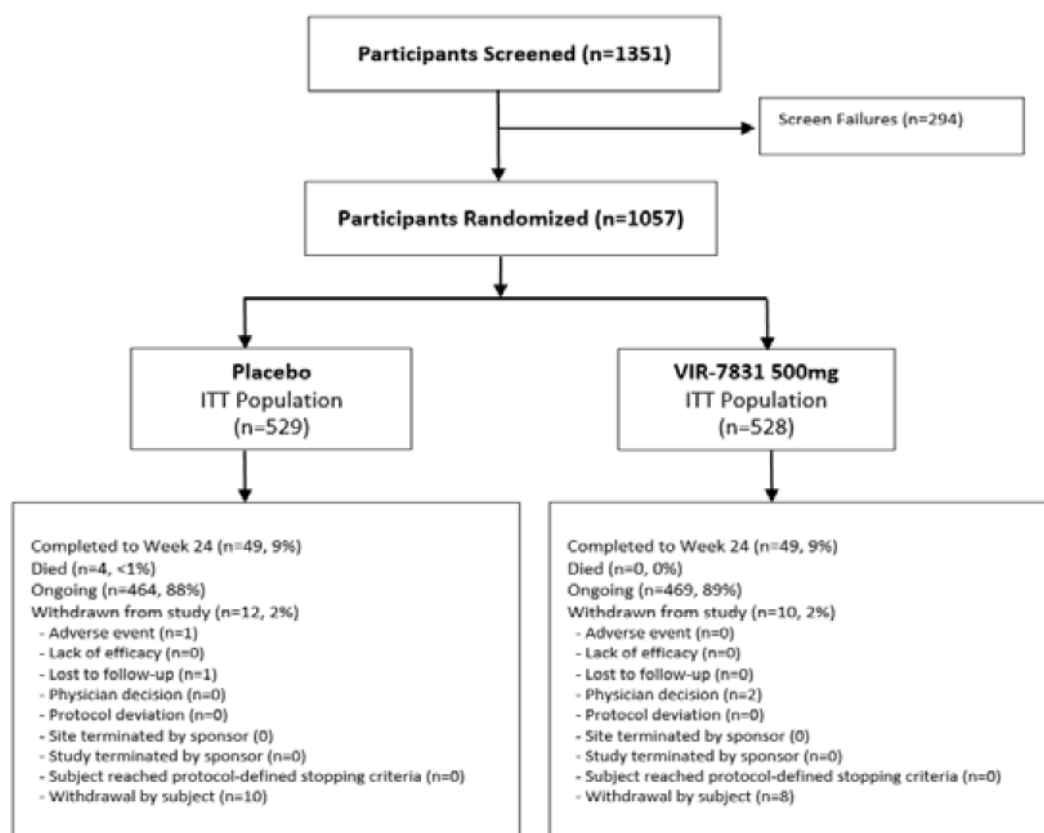 Participants Screened (n=1351)
Screen Failures (n=294)
Participants Randomized (n=1057)
Placebo
ITT Population
(n=529)
VIR-7831 500mg
ITT Population
(n=528)
Completed to Week 24 (n=49, 9%)
Died (n=4, <1%)
Ongoing (n=464, 88%)
Withdrawn from study (n=12, 2%)
- Adverse event (n=1)
- Lack of efficacy (n=0)
- Lost to follow-up (n=1)
- Physician decision (n=0)
- Protocol deviation (n=0)
- Site terminated by sponsor (0)
- Study terminated by sponsor (n=0)
- Subject reached protocol-defined stopping criteria (n=0)
- Withdrawal by subject (n=10)
Completed to Week 24 (n=49, 9%)
Died (n=0, 0%)
Ongoing (n=469, 89%)
Withdrawn from study (n=10, 2%)
- Adverse event (n=0)
- Lack of efficacy (n=0)
- Lost to follow-up (n=0)
- Physician decision (n=2)
- Protocol deviation (n=0)
- Site terminated by sponsor (0)
- Study terminated by sponsor (n=0)
- Subject reached protocol-defined stopping criteria (n=0)
- Withdrawal by subject (n=8)